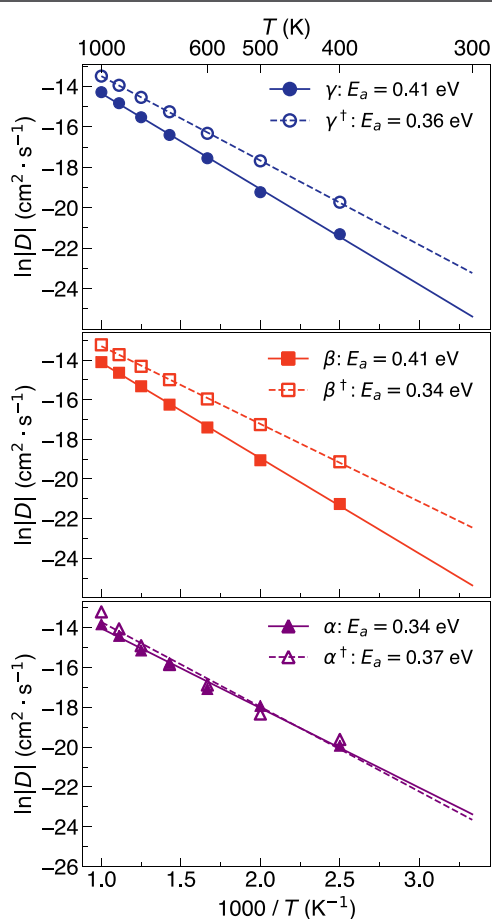 T (K)
1000 600 500 400 300
ln|D| (cm² · s⁻¹)
−14
−16
−18
−20
−22
−24
γ: Eₐ = 0.41 eV
γ†: Eₐ = 0.36 eV
ln|D| (cm² · s⁻¹)
−14
−16
−18
−20
−22
−24
β: Eₐ = 0.41 eV
β†: Eₐ = 0.34 eV
ln|D| (cm² · s⁻¹)
−14
−16
−18
−20
−22
−24
−26
α: Eₐ = 0.34 eV
α†: Eₐ = 0.37 eV
1.0 1.5 2.0 2.5 3.0
1000 / T (K⁻¹)